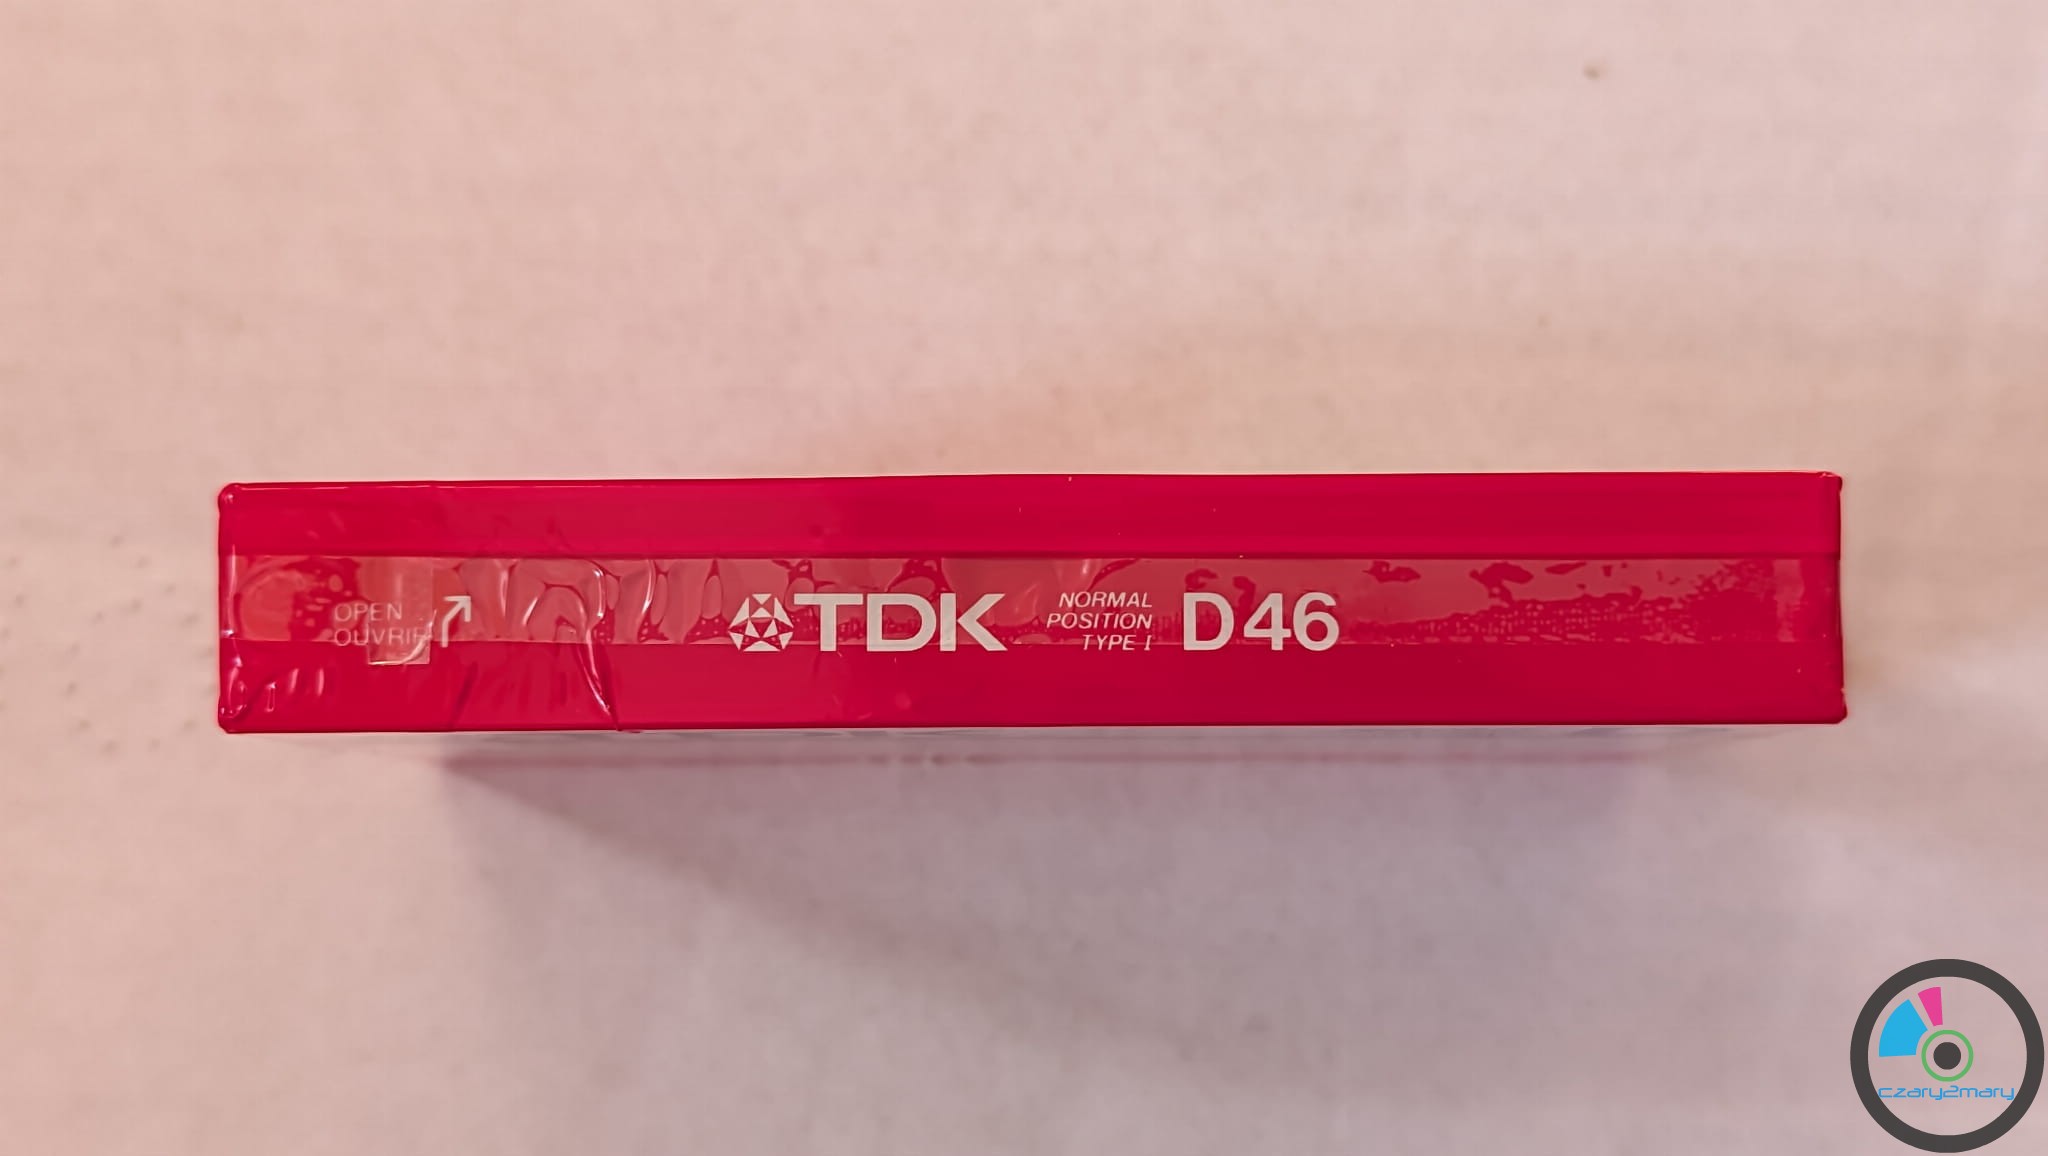 OPEN
OUVRIR
TDK
NORMAL
POSITION
TYPE I
D46
czary2mary